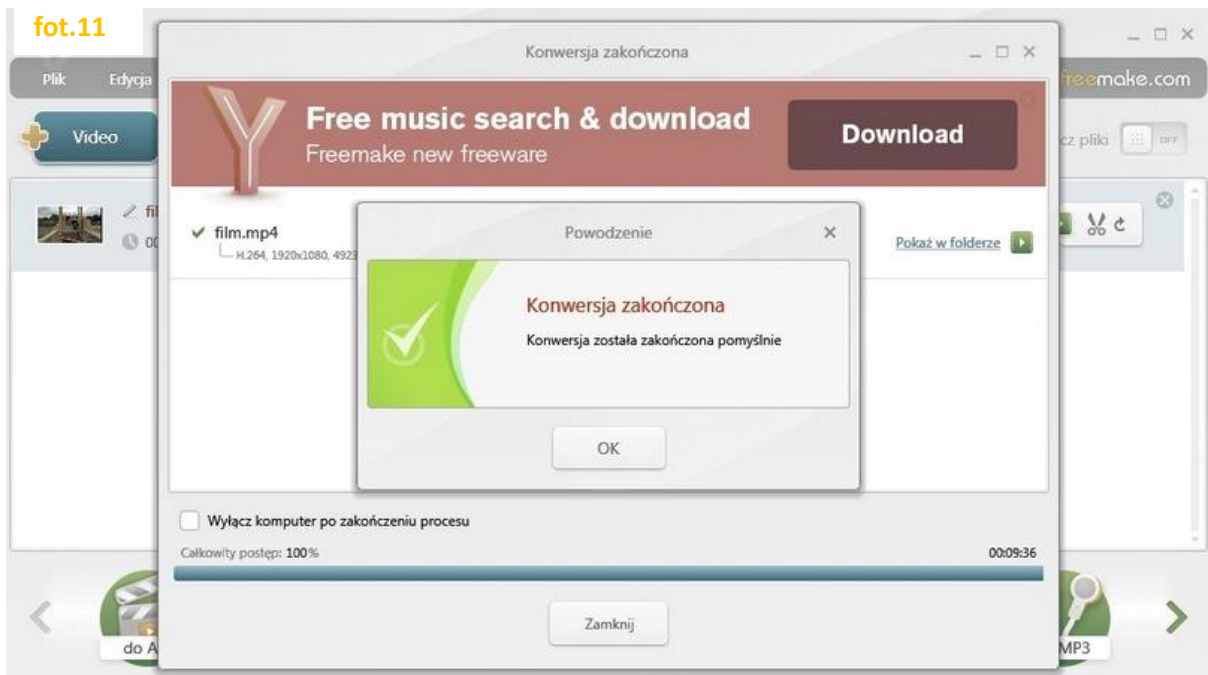 fot.11
Konwersja zakończona
Plik Edycja
freemake.com
Free music search & download
Freemake new freeware
Download
Video
cz pliki OFF
film.mp4
H.264, 1920x1080, 4923
Pokaż w folderze
Powodzenie
Konwersja zakończona
Konwersja została zakończona pomyślnie
OK
Wyłącz komputer po zakończeniu procesu
Całkowity postęp: 100%
00:09:36
Zamknij
do A
MP3